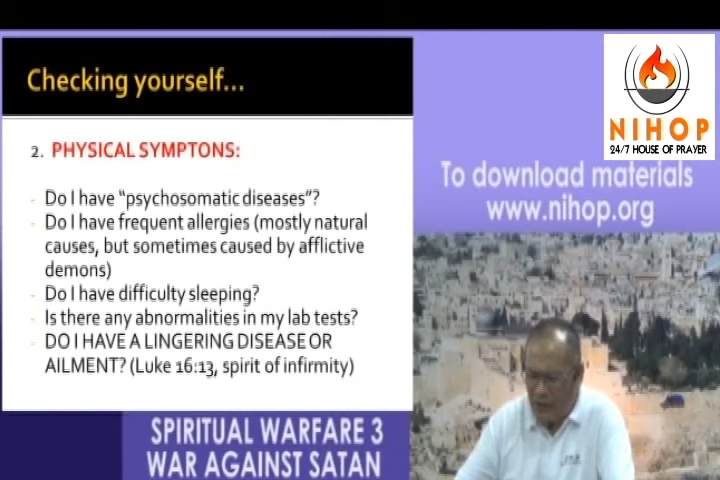 Checking yourself...
2. PHYSICAL SYMPTONS:
- Do I have "psychosomatic diseases"?
- Do I have frequent allergies (mostly natural
causes, but sometimes caused by afflictive
demons)
- Do I have difficulty sleeping?
- Is there any abnormalities in my lab tests?
- DO I HAVE A LINGERING DISEASE OR
AILMENT? (Luke 16:13, spirit of infirmity)
NIHOP
24/7 HOUSE OF PRAYER
To download materials
www.nihop.org
SPIRITUAL WARFARE 3
WAR AGAINST SATAN